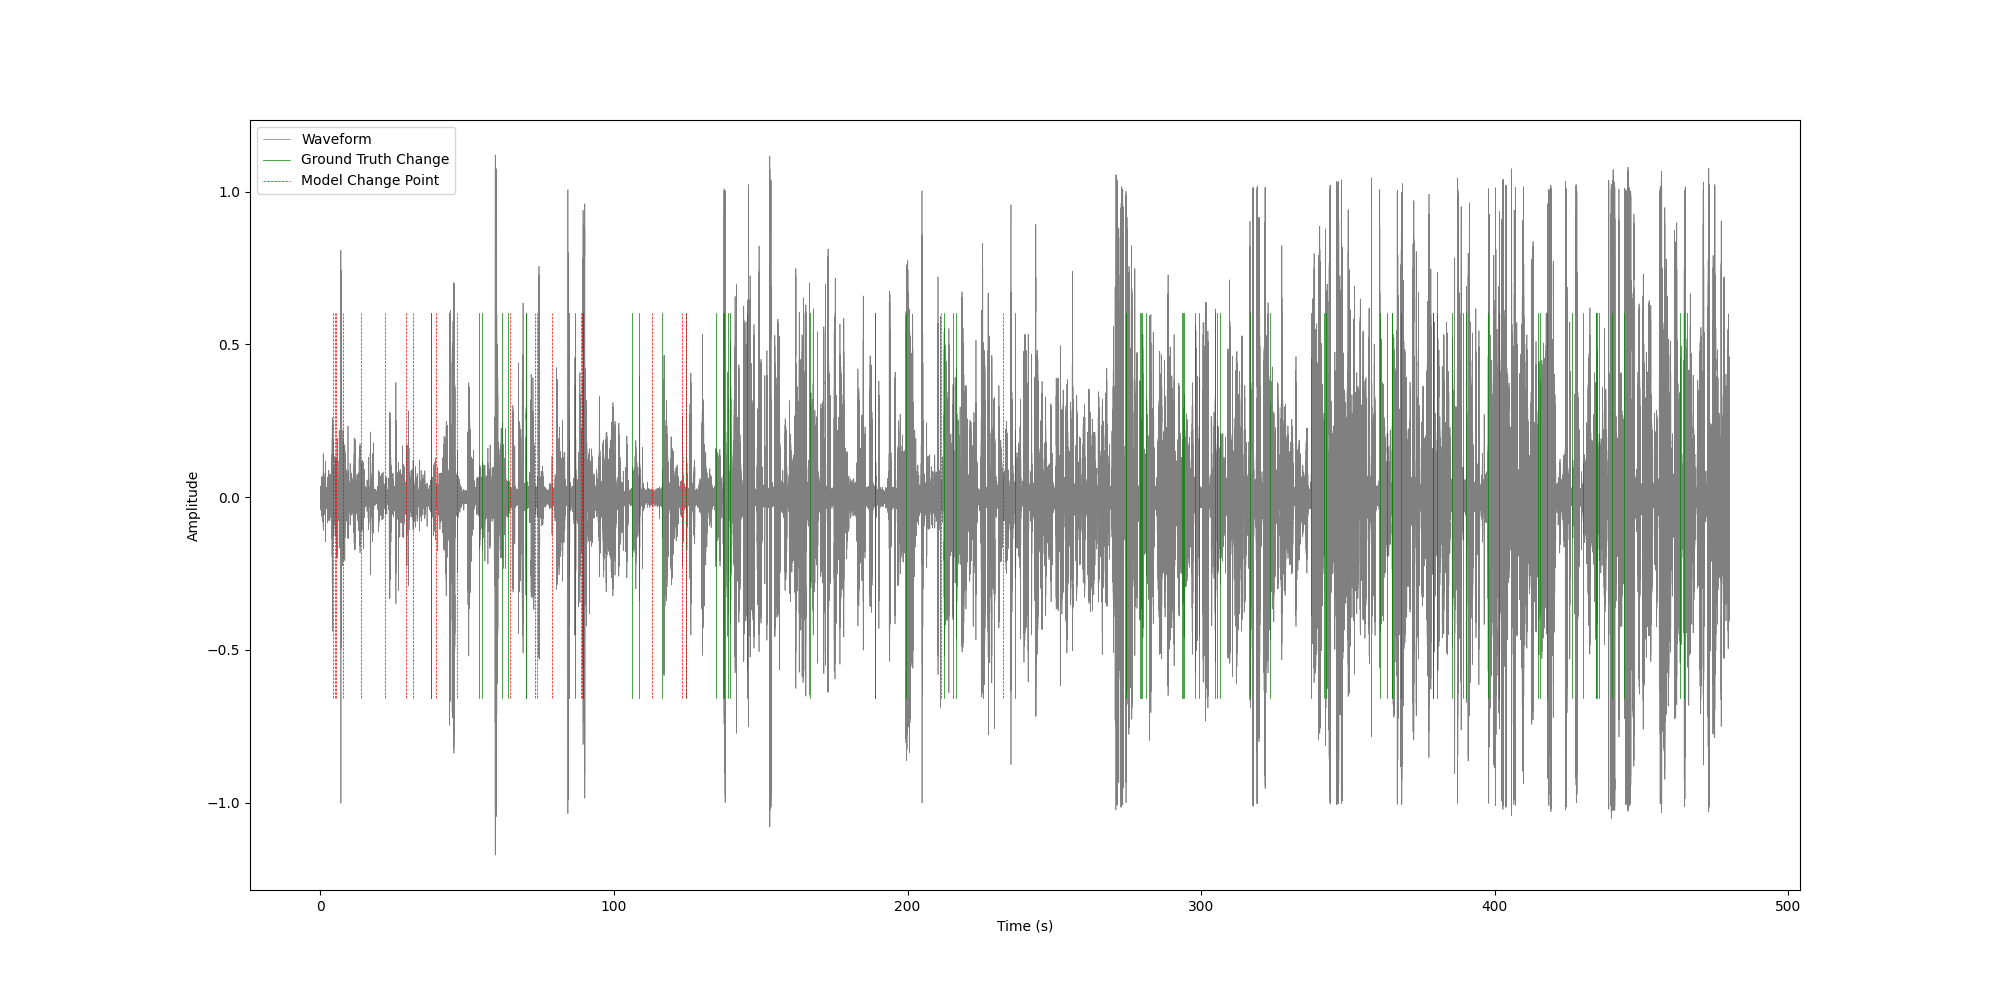 Waveform
Ground Truth Change
Model Change Point
1.0
0.5
0.0
−0.5
−1.0
Amplitude
0 100 200 300 400 500
Time (s)